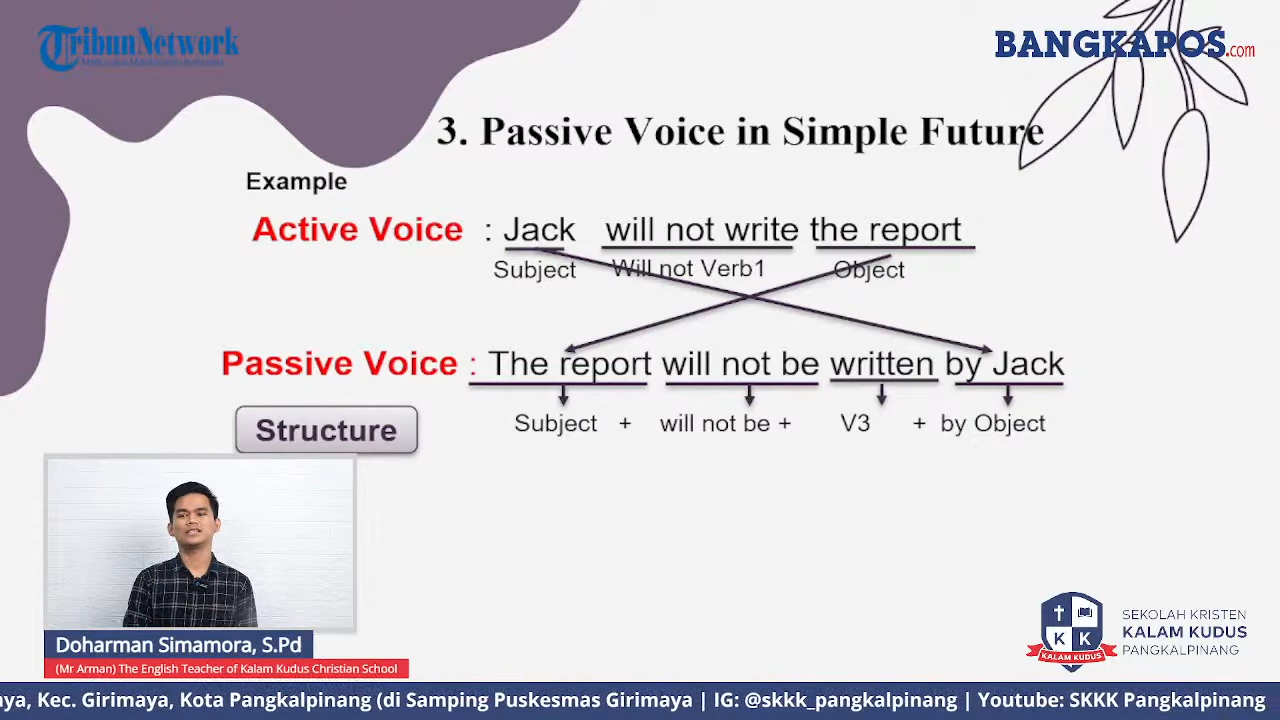 TribunNetwork
BANGKAPOS.com
3. Passive Voice in Simple Future
Example
Active Voice : Jack will not write the report
Subject Will not Verb1 Object
Passive Voice : The report will not be written by Jack
Subject + will not be + V3 + by Object
Structure
Doharman Simamora, S.Pd
(Mr Arman) The English Teacher of Kalam Kudus Christian School
K K
KALAM KUDUS
SEKOLAH KRISTEN
KALAM KUDUS
PANGKALPINANG
aya, Kec. Girimaya, Kota Pangkalpinang (di Samping Puskesmas Girimaya | IG: @skkk_pangkalpinang | Youtube: SKKK Pangkalpinang